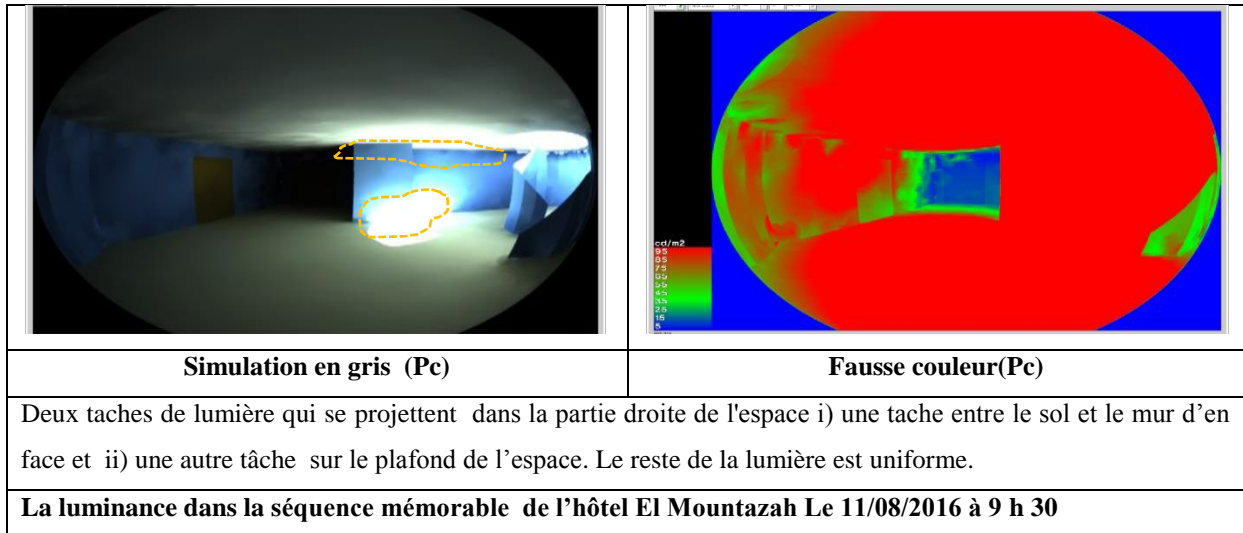 cd/m2
95
85
75
65
55
45
35
25
15
5
Simulation en gris (Pc)
Fausse couleur(Pc)
Deux taches de lumière qui se projettent dans la partie droite de l'espace i) une tache entre le sol et le mur d'en
face et ii) une autre tâche sur le plafond de l'espace. Le reste de la lumière est uniforme.
La luminance dans la séquence mémorable de l'hôtel El Mountazah Le 11/08/2016 à 9 h 30